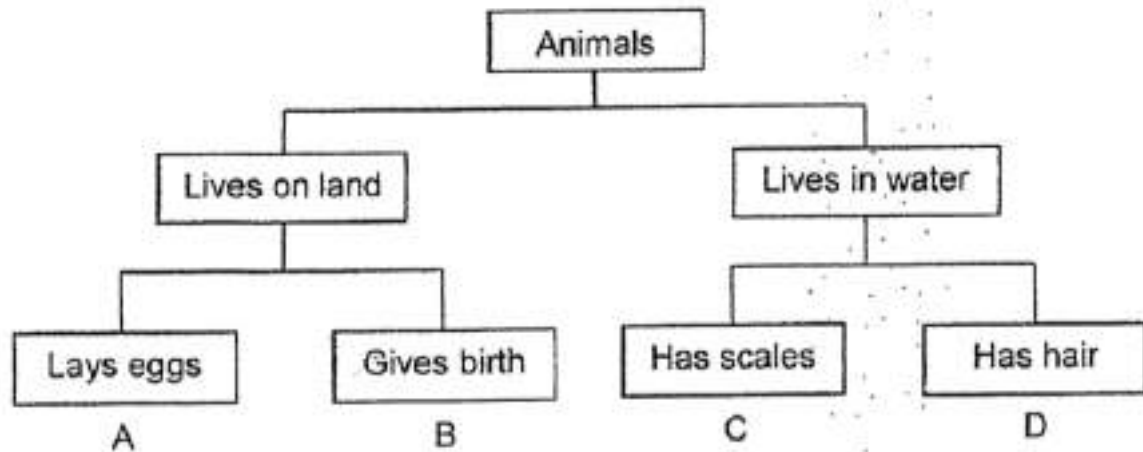 Animals
Lives on land
Lives in water
Lays eggs
Gives birth
Has scales
Has hair
A
B
C
D